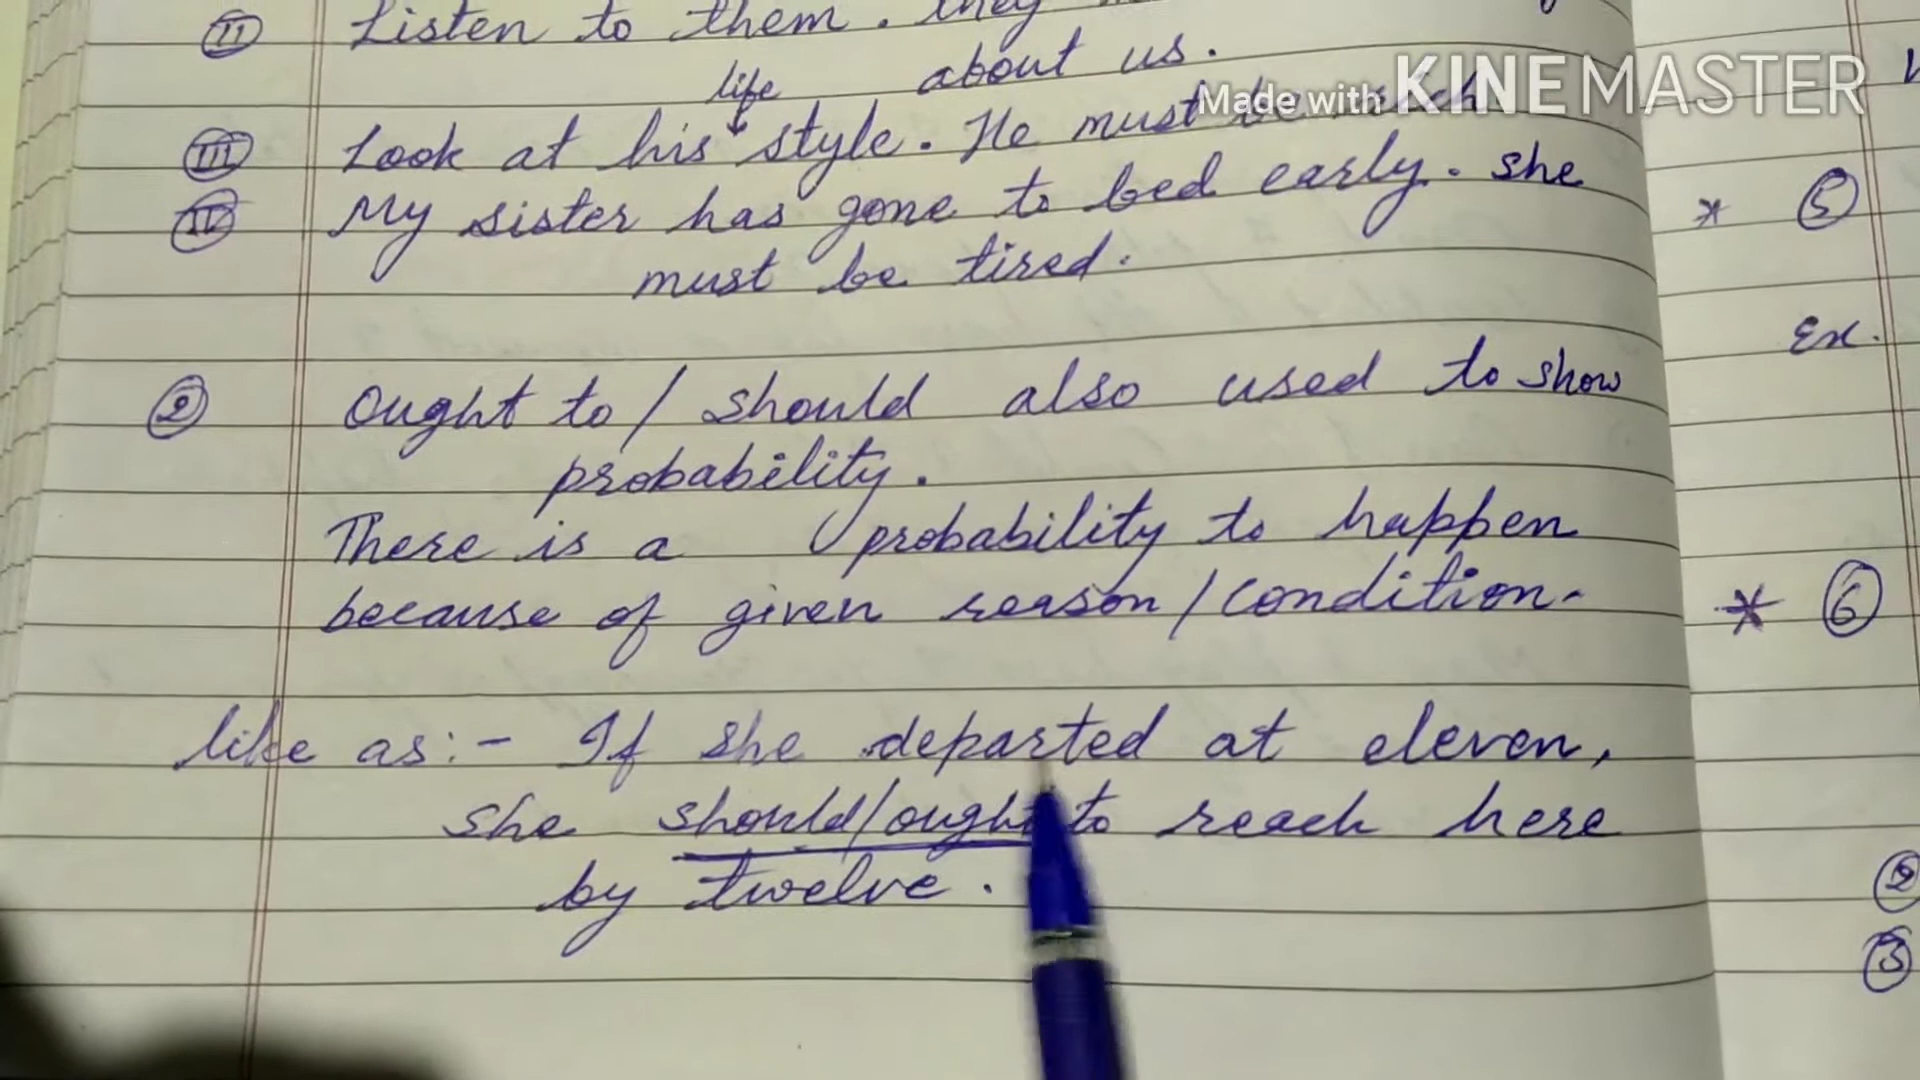 II Listen to them. they
about us.
life
III Look at his style. He must be rich
IV My sister has gone to bed early. She
must be tired.
2 Ought to / should also used to show
probability.
There is a probability to happen
because of given reason / condition.
like as:- If she departed at eleven,
she should/ought to reach here
by twelve.
* 5
Ex.
* 6
2
3
Made with KINEMASTER